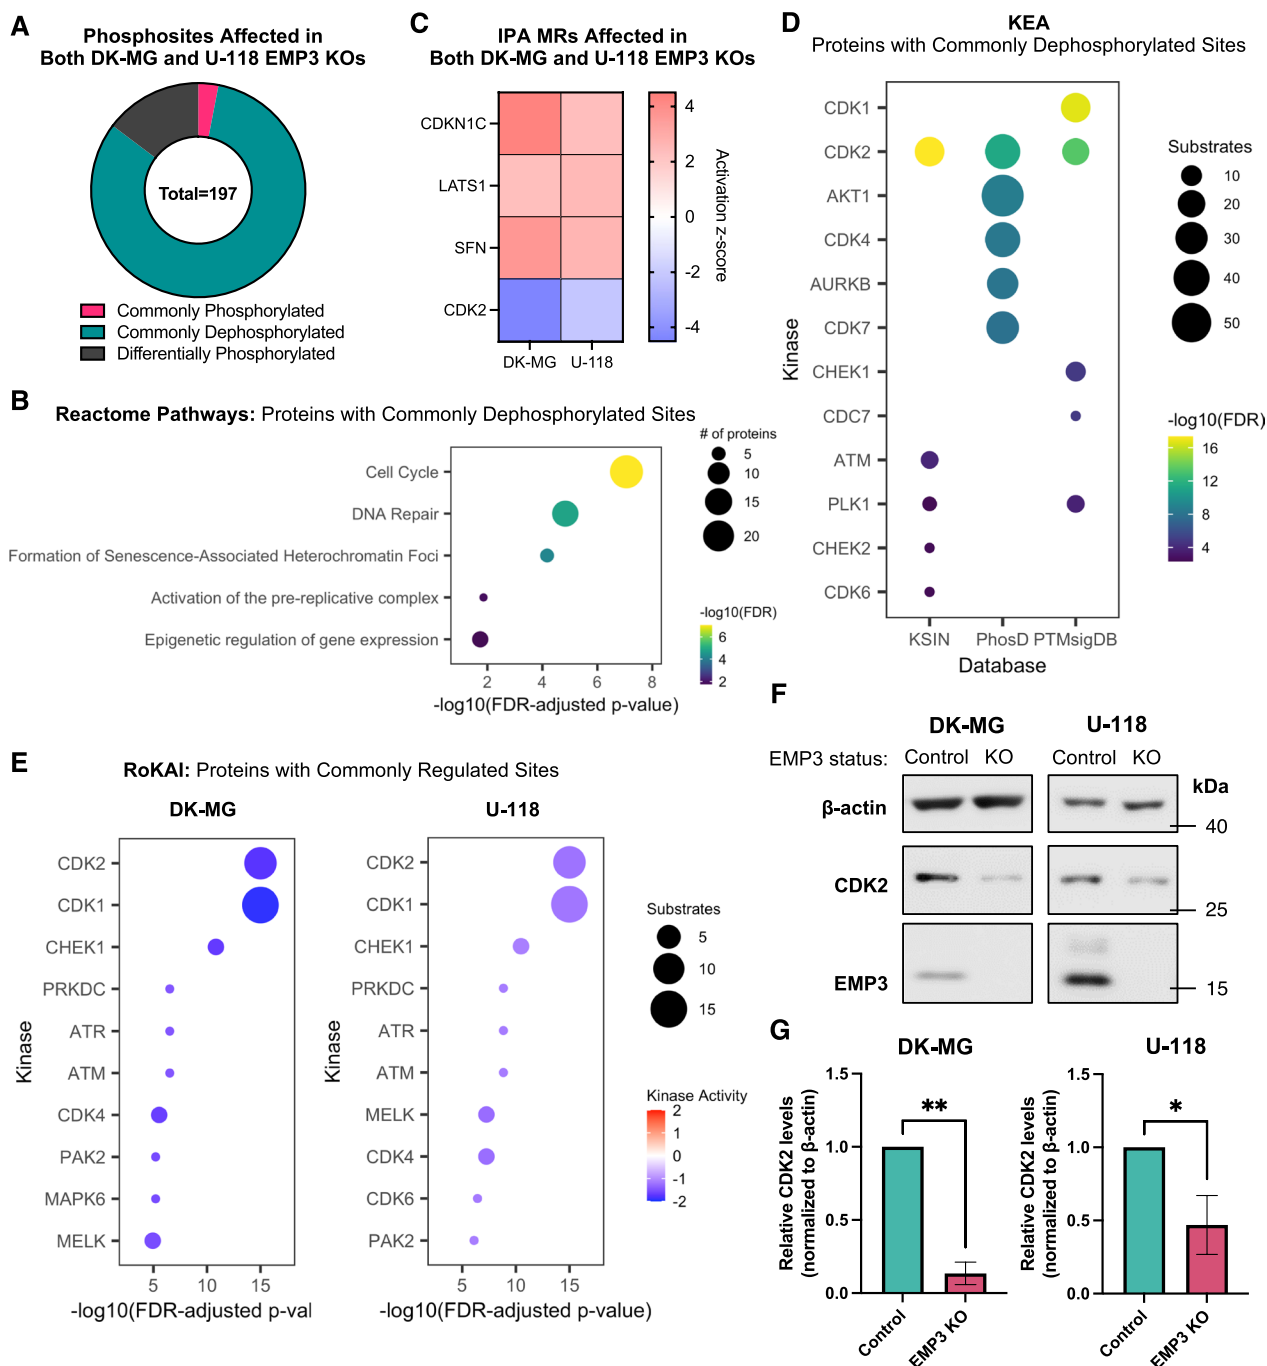 A
Phosphosites Affected in
Both DK-MG and U-118 EMP3 KOs
Total=197
Commonly Phosphorylated
Commonly Dephosphorylated
Differentially Phosphorylated
C
IPA MRs Affected in
Both DK-MG and U-118 EMP3 KOs
CDKN1C
LATS1
SFN
CDK2
DK-MG U-118
4
2
0
-2
-4
Activation z-score
D
KEA
Proteins with Commonly Dephosphorylated Sites
CDK1
CDK2
AKT1
CDK4
AURKB
CDK7
CHEK1
CDC7
ATM
PLK1
CHEK2
CDK6
Kinase
KSIN PhosD PTMsigDB
Database
Substrates
10
20
30
40
50
-log10(FDR)
16
12
8
4
B
Reactome Pathways: Proteins with Commonly Dephosphorylated Sites
Cell Cycle
DNA Repair
Formation of Senescence-Associated Heterochromatin Foci
Activation of the pre-replicative complex
Epigenetic regulation of gene expression
2 4 6 8
-log10(FDR-adjusted p-value)
# of proteins
5
10
15
20
-log10(FDR)
6
4
2
E
RoKAI: Proteins with Commonly Regulated Sites
DK-MG
CDK2
CDK1
CHEK1
PRKDC
ATR
ATM
CDK4
PAK2
MAPK6
MELK
Kinase
5 10 15
-log10(FDR-adjusted p-val
U-118
CDK2
CDK1
CHEK1
PRKDC
ATR
ATM
MELK
CDK4
CDK6
PAK2
Kinase
5 10 15
-log10(FDR-adjusted p-value)
Substrates
5
10
15
Kinase Activity
2
1
0
-1
-2
F
DK-MG U-118
EMP3 status: Control KO Control KO
kDa
β-actin
40
CDK2
25
EMP3
15
G
DK-MG
Relative CDK2 levels
(normalized to β-actin)
1.5
1.0
0.5
0.0
**
Control
EMP3 KO
U-118
Relative CDK2 levels
(normalized to β-actin)
1.5
1.0
0.5
0.0
*
Control
EMP3 KO